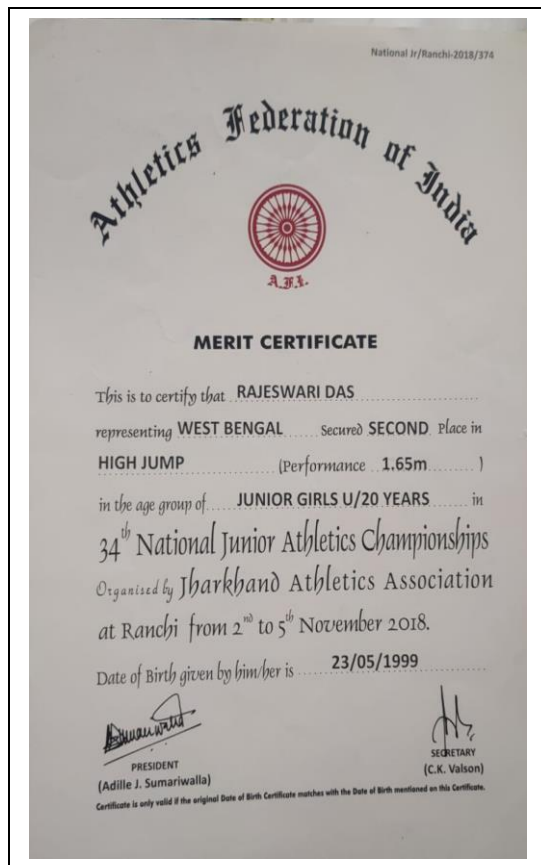 National Jr/Ranchi-2018/374
Athletics Federation of India
A.F.I.
MERIT CERTIFICATE
This is to certify that RAJESWARI DAS
representing WEST BENGAL Secured SECOND Place in
HIGH JUMP (Performance 1.65m )
in the age group of JUNIOR GIRLS U/20 YEARS in
34th National Junior Athletics Championships
Organised by Jharkhand Athletics Association
at Ranchi from 2nd to 5th November 2018.
Date of Birth given by him/her is 23/05/1999
PRESIDENT
(Adille J. Sumariwalla)
SECRETARY
(C.K. Valson)
Certificate is only valid if the original Date of Birth Certificate matches with the Date of Birth mentioned on this Certificate.